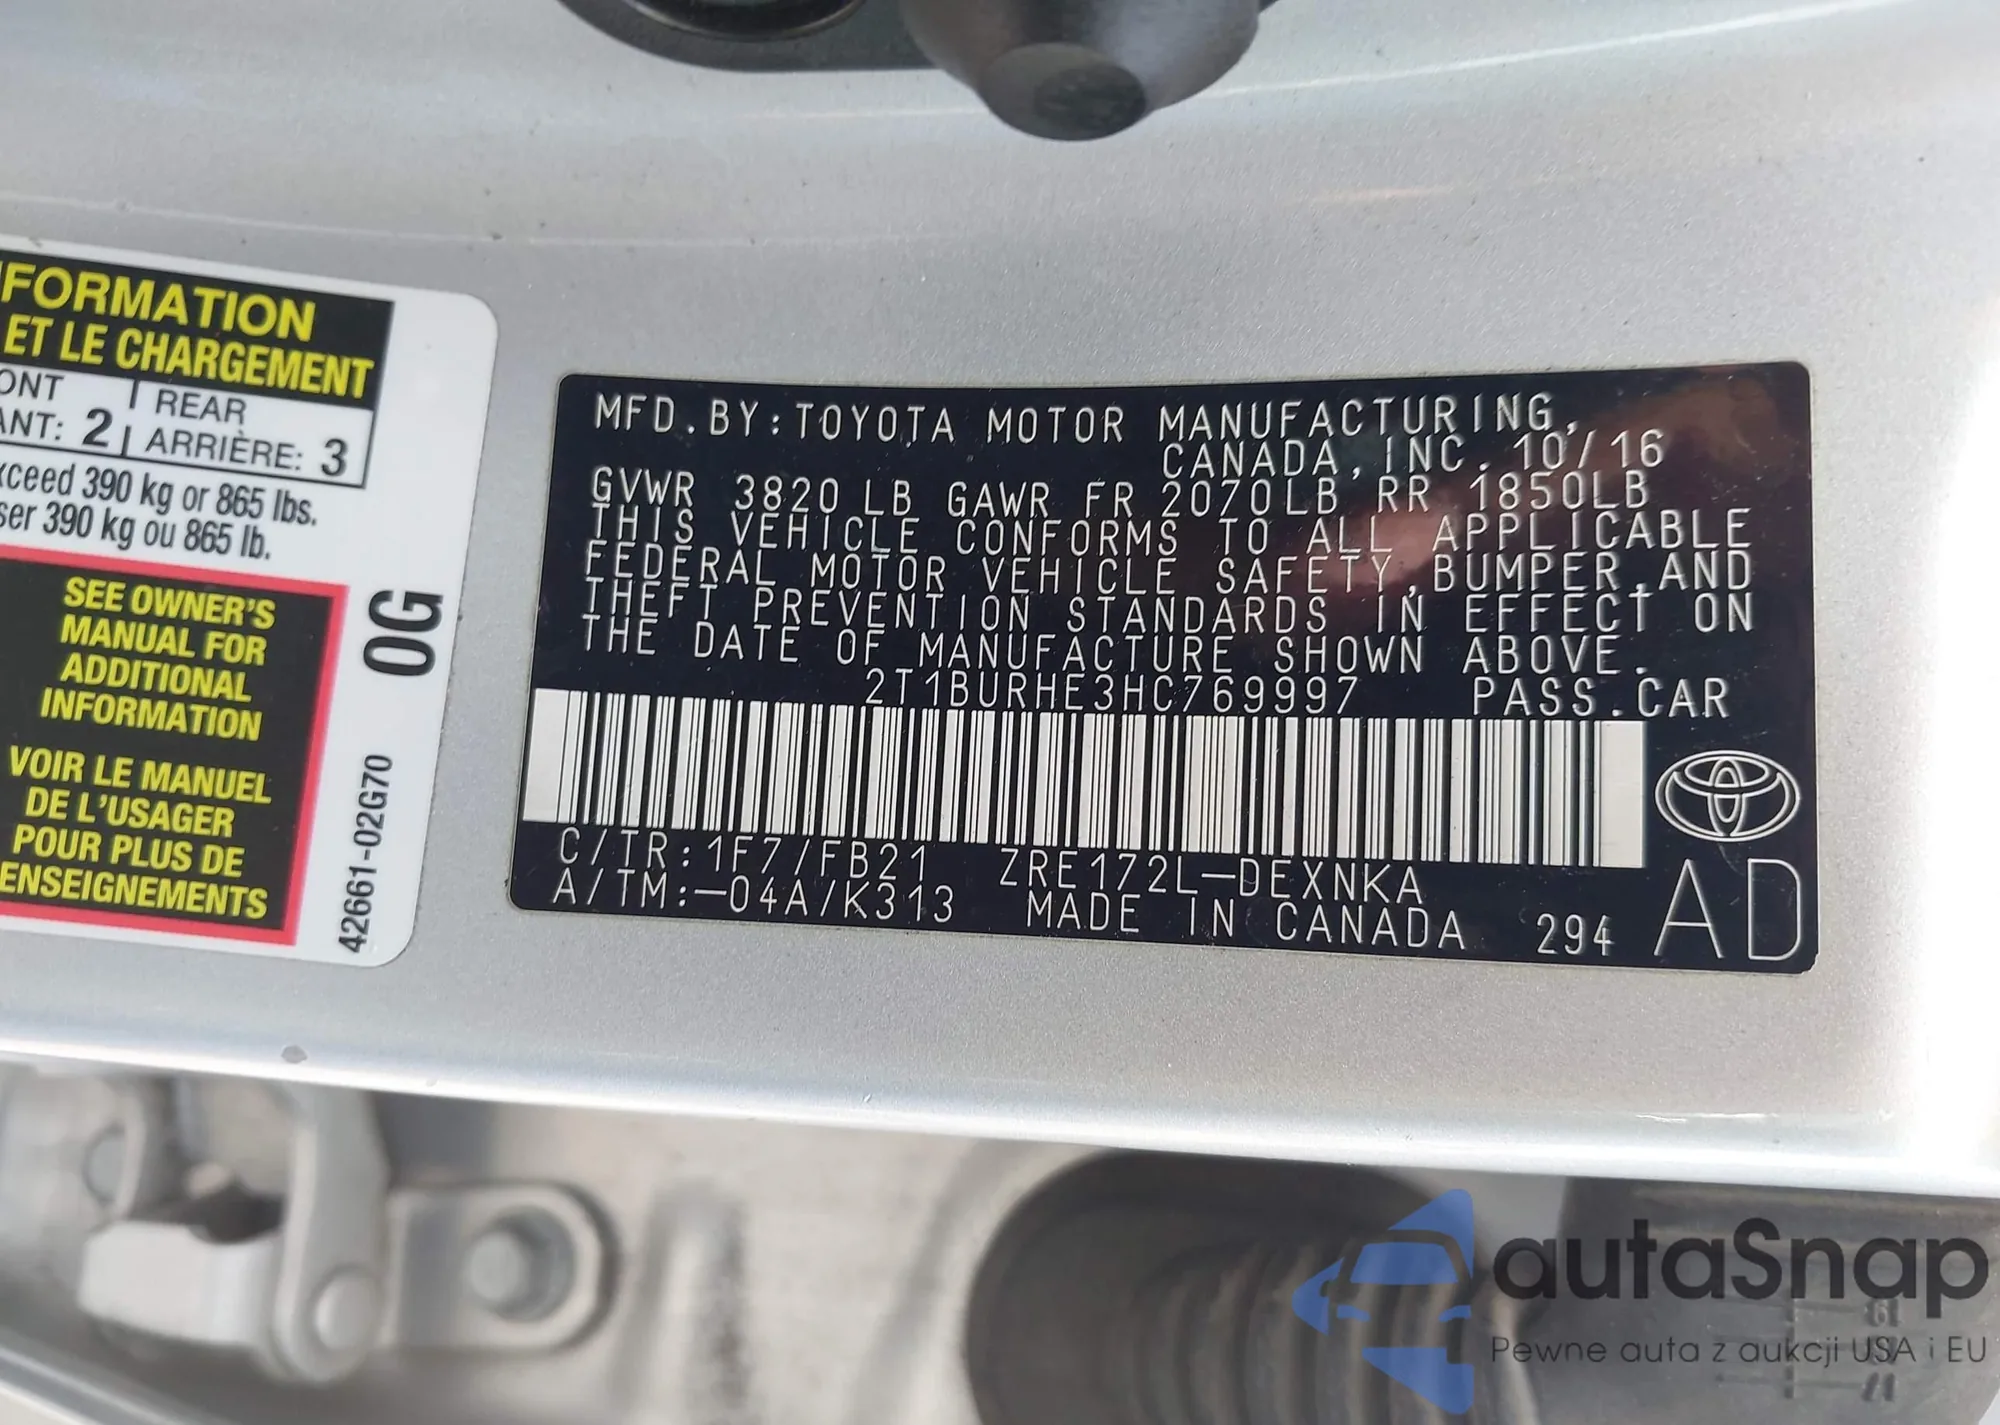 FORMATION
ET LE CHARGEMENT
ONT REAR
ANT: 2 ARRIÈRE: 3
xceed 390 kg or 865 lbs.
ser 390 kg ou 865 lb.
SEE OWNER'S
MANUAL FOR
ADDITIONAL
INFORMATION
VOIR LE MANUEL
DE L'USAGER
POUR PLUS DE
ENSEIGNEMENTS
0G
42661-02G70
MFD.BY:TOYOTA MOTOR MANUFACTURING,
CANADA,INC. 10/16
GVWR 3820 LB GAWR FR 2070LB RR 1850LB
THIS VEHICLE CONFORMS TO ALL APPLICABLE
FEDERAL MOTOR VEHICLE SAFETY,BUMPER,AND
THEFT PREVENTION STANDARDS IN EFFECT ON
THE DATE OF MANUFACTURE SHOWN ABOVE.
2T1BURHE3HC769997 PASS.CAR
C/TR:1F7/FB21 ZRE172L-DEXNKA
A/TM:-04A/K313 MADE IN CANADA 294
AD
autaSnap
Pewne auta z aukcji USA i EU